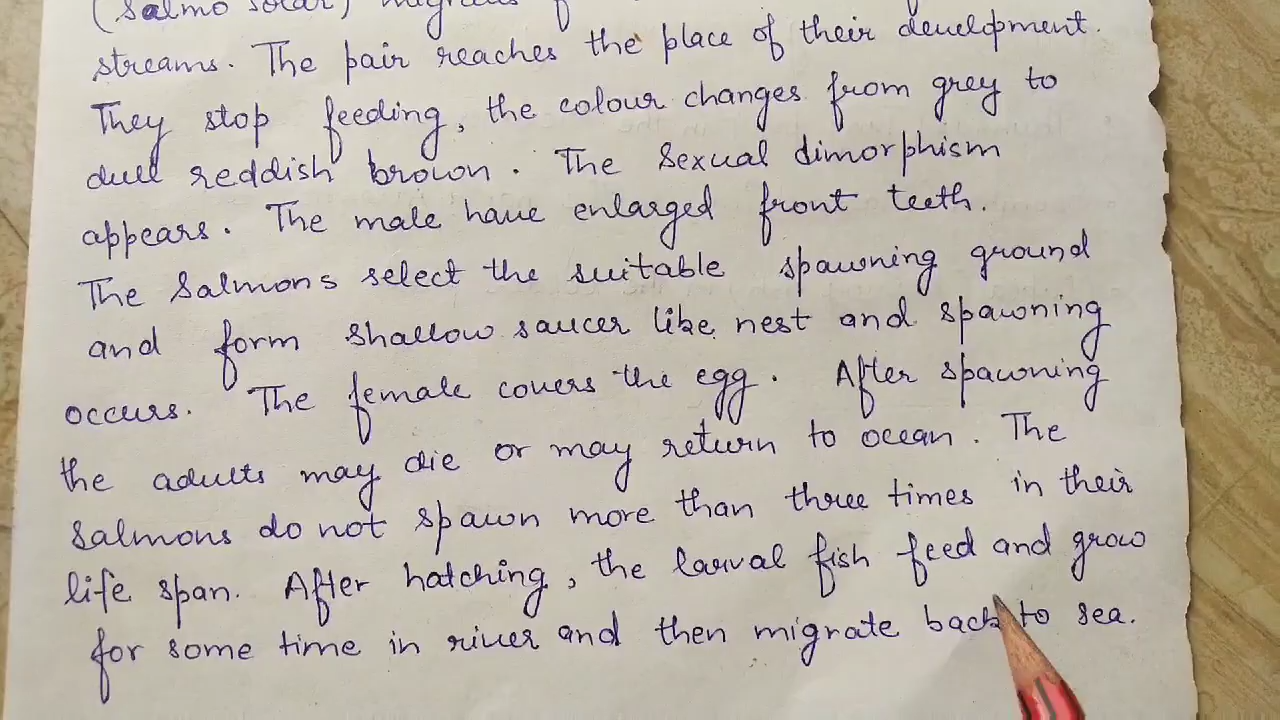 (Salmo solar) migrates
streams. The pair reaches the place of their development.
They stop feeding, the colour changes from grey to
dull reddish brown. The sexual dimorphism
appears. The male have enlarged front teeth.
The Salmons select the suitable spawning ground
and form shallow saucer like nest and spawning
occurs. The female covers the egg. After spawning
the adults may die or may return to ocean. The
salmons do not spawn more than three times in their
life span. After hatching, the larval fish feed and grow
for some time in river and then migrate back to sea.